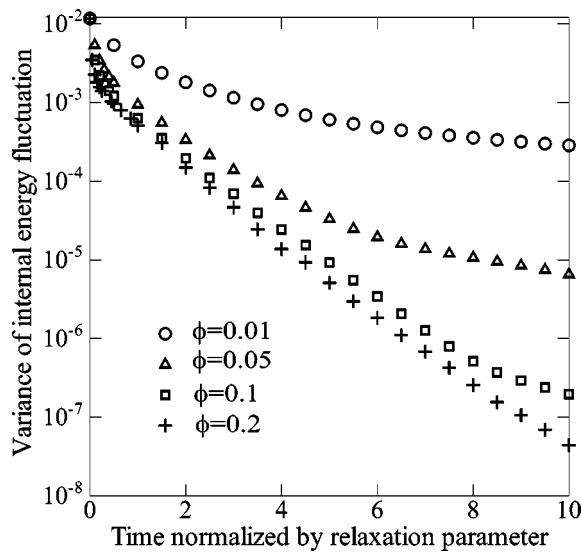 Variance of internal energy fluctuation
10⁻²
10⁻³
10⁻⁴
10⁻⁵
10⁻⁶
10⁻⁷
10⁻⁸
ϕ=0.01
ϕ=0.05
ϕ=0.1
ϕ=0.2
0 2 4 6 8 10
Time normalized by relaxation parameter